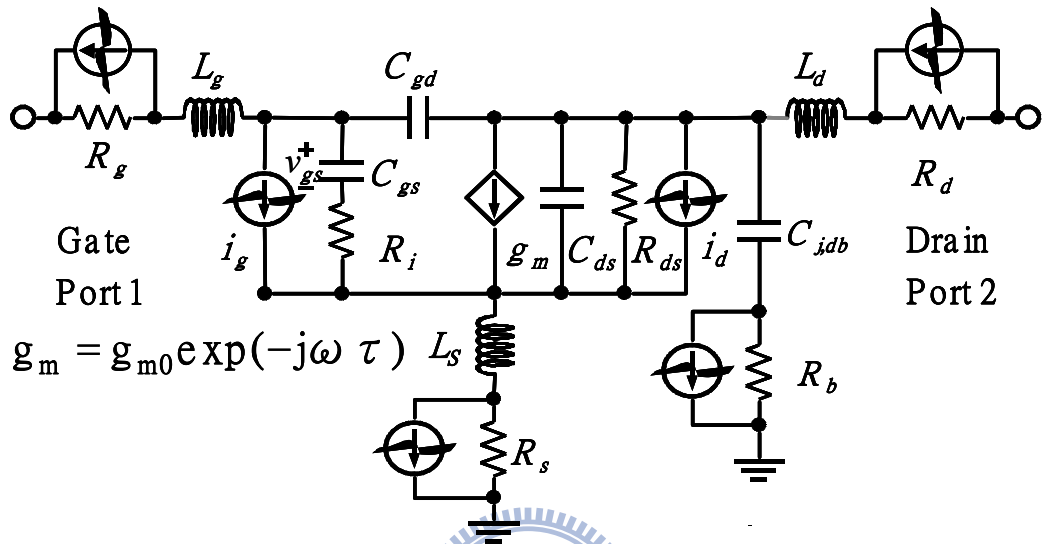 L_g
C_gd
L_d
R_g
v_gs
+
−
C_gs
R_d
Gate
Port 1
i_g
R_i
g_m
C_ds
R_ds
i_d
C_j,db
Drain
Port 2
g_m = g_m0 exp(-jω τ)
L_S
R_b
R_s